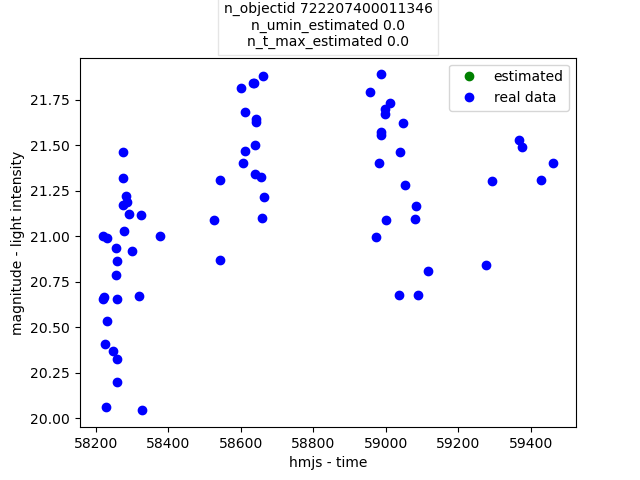 n_objectid 722207400011346
n_umin_estimated 0.0
n_t_max_estimated 0.0
estimated
real data
21.75
21.50
21.25
21.00
20.75
20.50
20.25
20.00
magnitude - light intensity
58200 58400 58600 58800 59000 59200 59400
hmjs - time